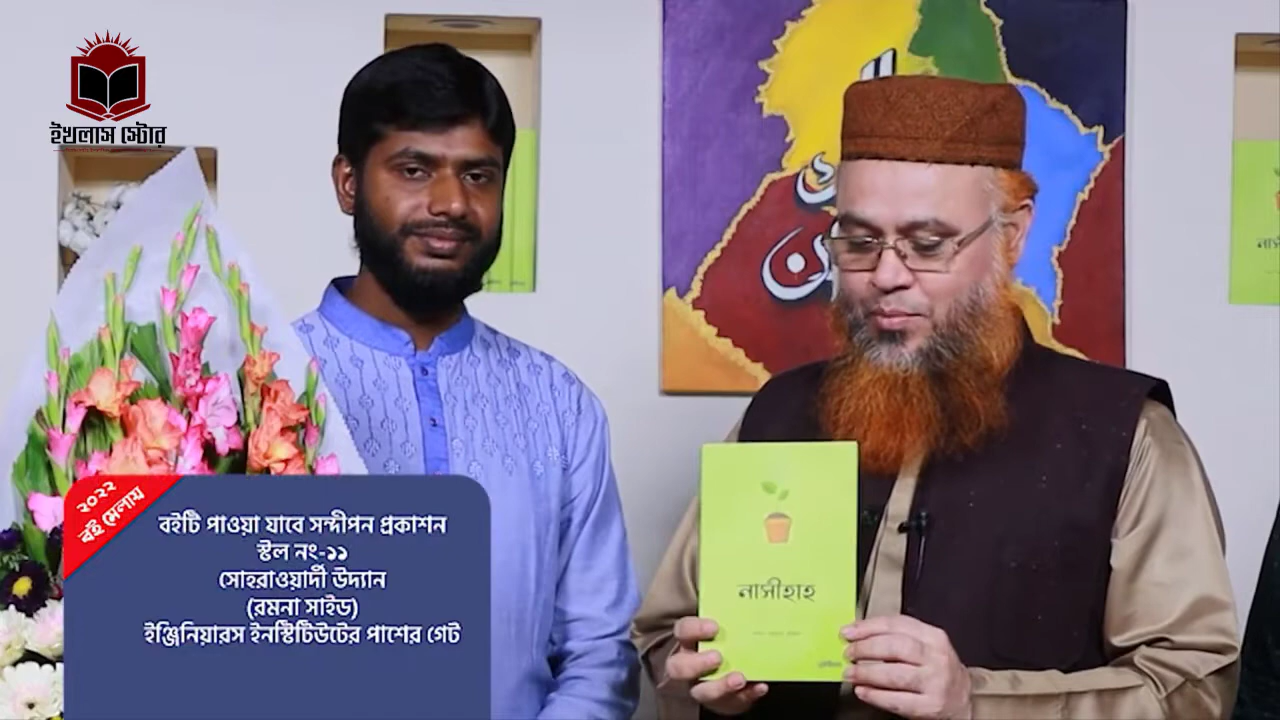 ইখলাস স্টোর
২০২২
বই মেলায়
বইটি পাওয়া যাবে সন্দীপন প্রকাশন
স্টল নং-১১
সোহরাওয়ার্দী উদ্যান
(রমনা সাইড)
ইঞ্জিনিয়ারস ইনস্টিটিউটের পাশের গেট
নাসীহাহ